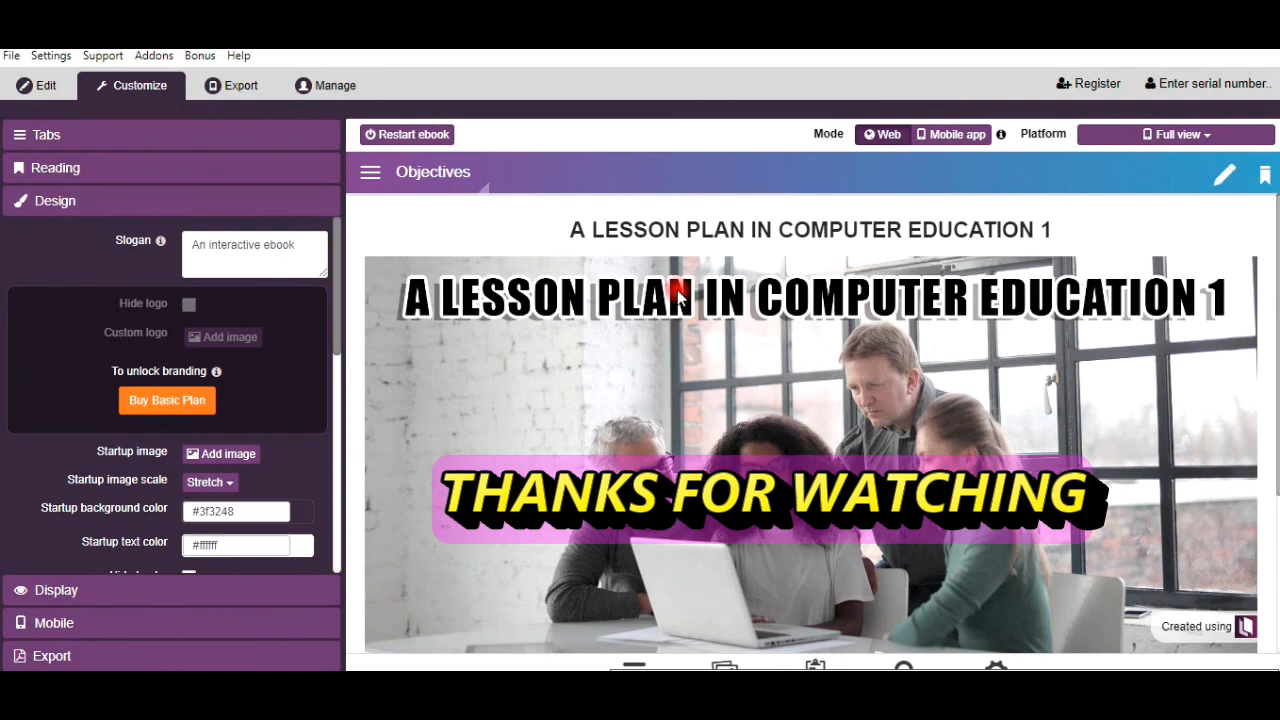 File Settings Support Addons Bonus Help
Edit Customize Export Manage Register Enter serial number..
Tabs
Reading
Design
Slogan An interactive ebook
Hide logo
Custom logo Add image
To unlock branding
Buy Basic Plan
Startup image Add image
Startup image scale Stretch
Startup background color #3f3248
Startup text color #ffffff
Display
Mobile
Export
Restart ebook Mode Web Mobile app Platform Full view
Objectives
A LESSON PLAN IN COMPUTER EDUCATION 1
A LESSON PLAN IN COMPUTER EDUCATION 1
THANKS FOR WATCHING
Created using